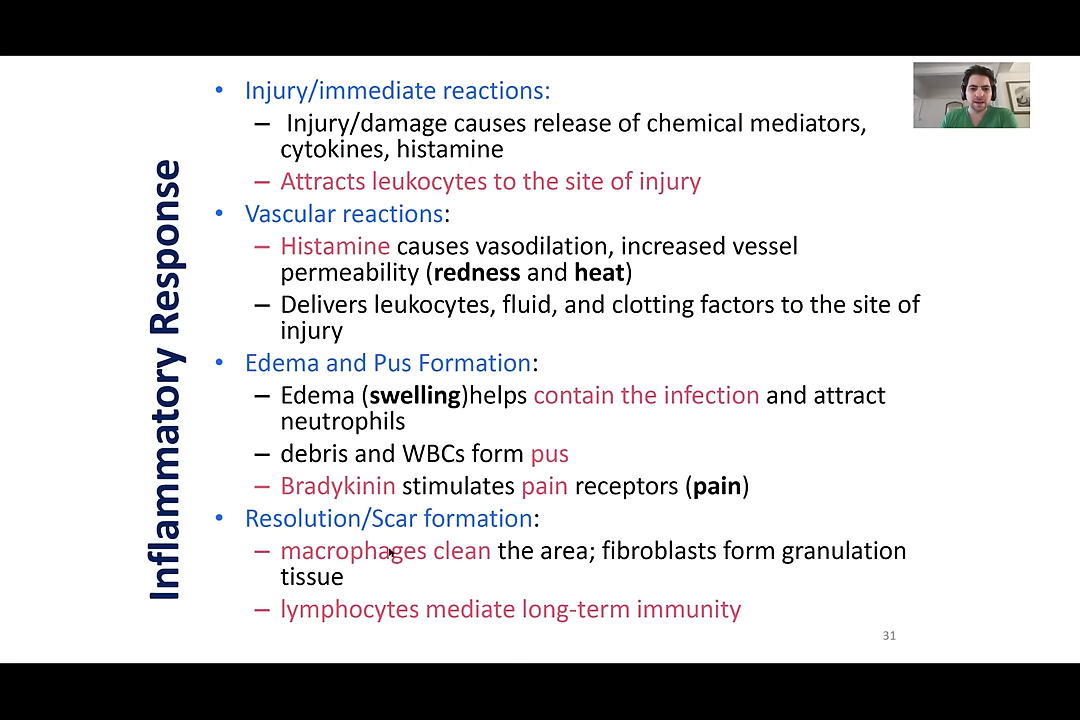 Inflammatory Response
• Injury/immediate reactions:
– Injury/damage causes release of chemical mediators,
cytokines, histamine
– Attracts leukocytes to the site of injury
• Vascular reactions:
– Histamine causes vasodilation, increased vessel
permeability (redness and heat)
– Delivers leukocytes, fluid, and clotting factors to the site of
injury
• Edema and Pus Formation:
– Edema (swelling)helps contain the infection and attract
neutrophils
– debris and WBCs form pus
– Bradykinin stimulates pain receptors (pain)
• Resolution/Scar formation:
– macrophages clean the area; fibroblasts form granulation
tissue
– lymphocytes mediate long-term immunity
31